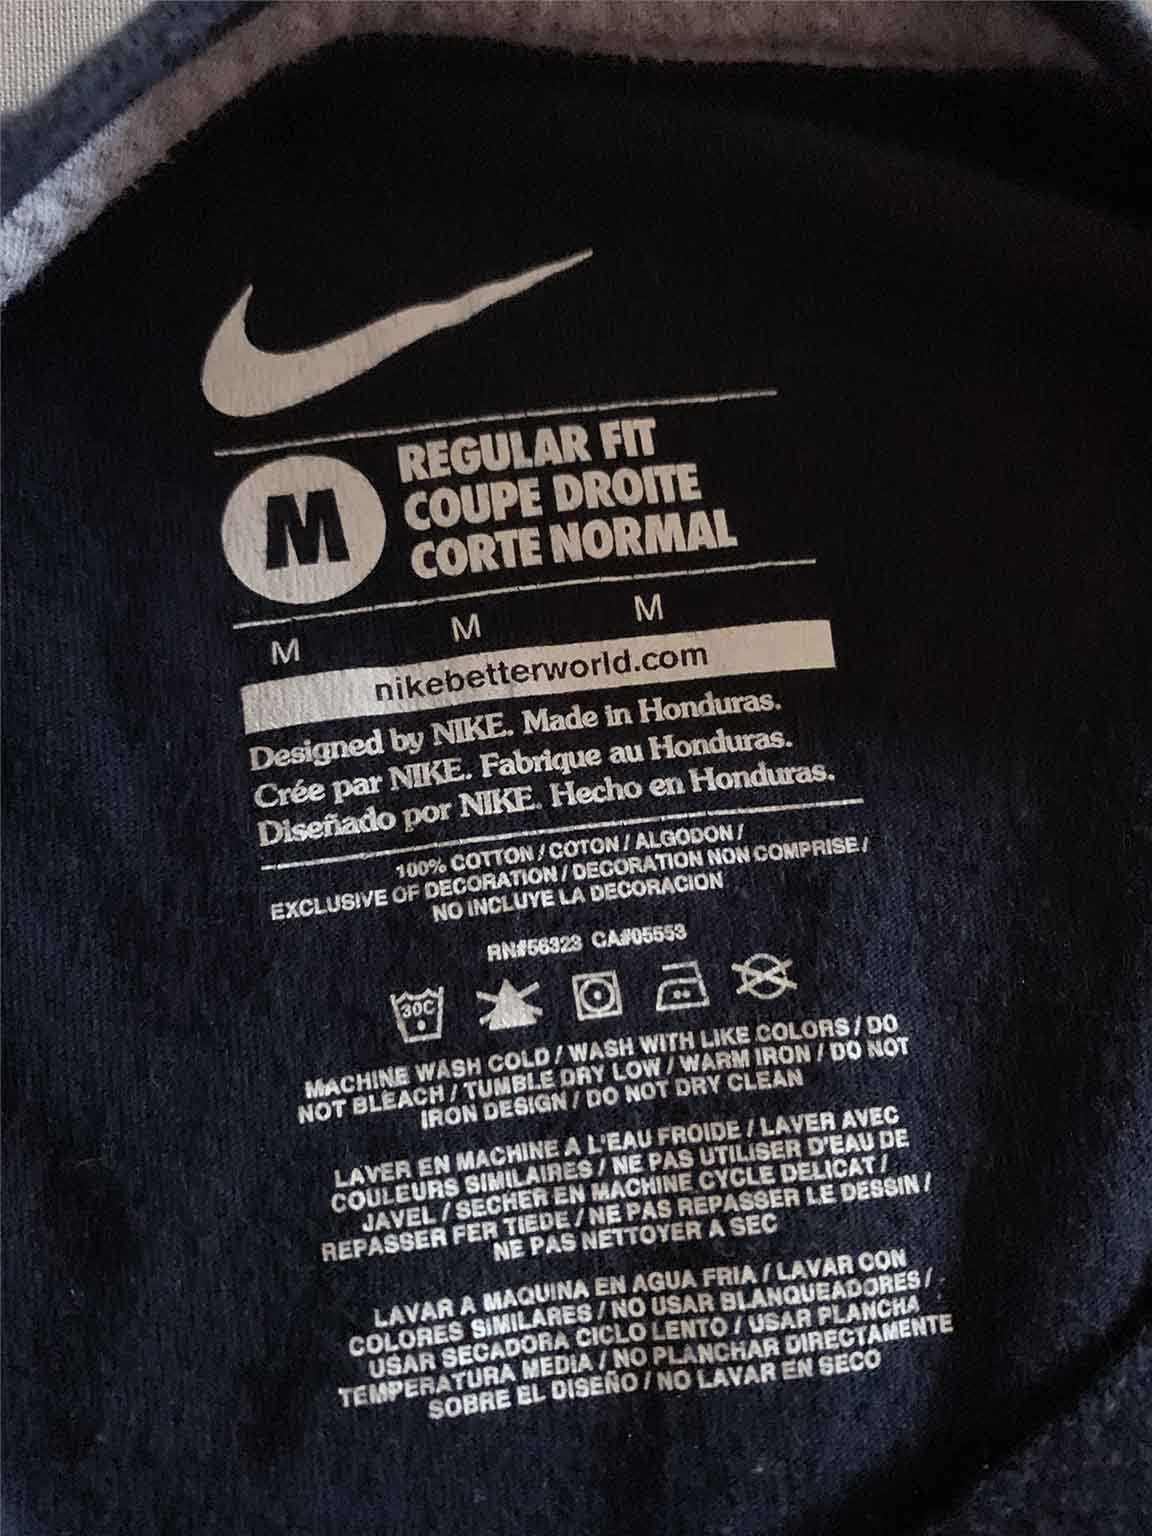 M
REGULAR FIT
COUPE DROITE
CORTE NORMAL
M M M
nikebetterworld.com
Designed by NIKE. Made in Honduras.
Crée par NIKE. Fabrique au Honduras.
Diseñado por NIKE. Hecho en Honduras.
100% COTTON / COTON / ALGODON /
EXCLUSIVE OF DECORATION / DECORATION NON COMPRISE /
NO INCLUYE LA DECORACION
RN#56323 CA#05553
30C
MACHINE WASH COLD / WASH WITH LIKE COLORS / DO
NOT BLEACH / TUMBLE DRY LOW / WARM IRON / DO NOT
IRON DESIGN / DO NOT DRY CLEAN
LAVER EN MACHINE A L'EAU FROIDE / LAVER AVEC
COULEURS SIMILAIRES / NE PAS UTILISER D'EAU DE
JAVEL / SECHER EN MACHINE CYCLE DELICAT /
REPASSER FER TIEDE / NE PAS REPASSER LE DESSIN /
NE PAS NETTOYER A SEC
LAVAR A MAQUINA EN AGUA FRIA / LAVAR CON
COLORES SIMILARES / NO USAR BLANQUEADORES /
USAR SECADORA CICLO LENTO / USAR PLANCHA
TEMPERATURA MEDIA / NO PLANCHAR DIRECTAMENTE
SOBRE EL DISEÑO / NO LAVAR EN SECO